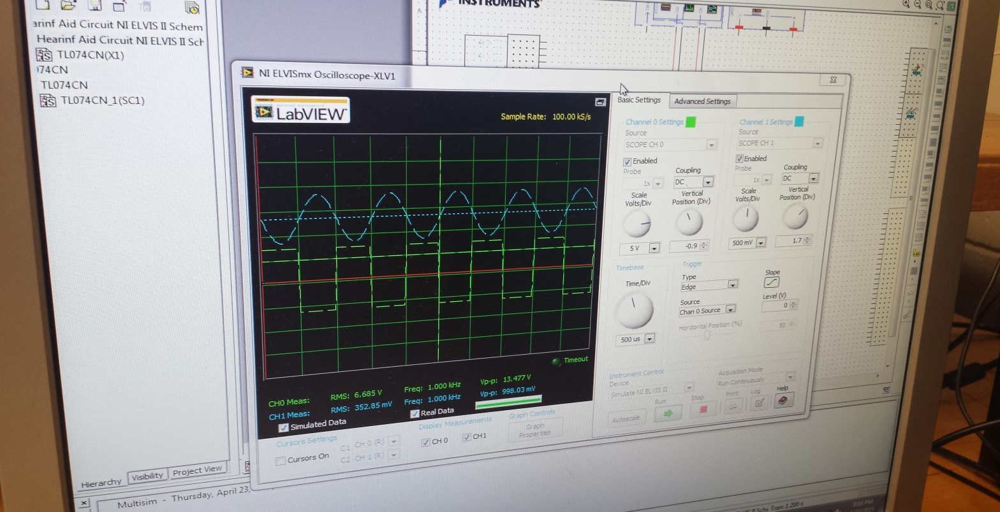 INSTRUMENTS
arinf Aid Circuit NI ELVIS II Schem
Hearinf Aid Circuit NI ELVIS II Sch
TL074CN(X1)
074CN
TL074CN
TL074CN_1(SC1)
NI ELVISmx Oscilloscope-XLV1
LabVIEW
Sample Rate: 100.00 kS/s
Basic Settings
Advanced Settings
Channel 0 Settings
Channel 1 Settings
Source
Source
SCOPE CH 0
SCOPE CH 1
Enabled
Enabled
Probe
Coupling
Probe
Coupling
1x
DC
1x
DC
Scale
Volts/Div
Vertical
Position (Div)
Scale
Volts/Div
Vertical
Position (Div)
5 V
-0.9
500 mV
1.7
Timebase
Trigger
Time/Div
Type
Slope
Edge
Source
Level (V)
Chan 0 Source
0
Horizontal Position (%)
50
500 us
Timeout
CH0 Meas:
RMS: 6.685 V
Freq: 1.000 kHz
Vp-p: 13.477 V
CH1 Meas:
RMS: 352.85 mV
Freq: 1.000 kHz
Vp-p: 998.03 mV
Simulated Data
Real Data
Instrument Control
Acquisition Mode
Device
Run Continuously
Simulate NI ELVIS II
Run
Stop
Print
Log
Help
Autoscale
Cursors Settings
Display Measurements
Graph Controls
Cursors On
C1 CH 0 (R)
C2 CH 1 (R)
CH 0
CH1
Graph
Properties
Hierarchy
Visibility
Project View
Multisim - Thursday, April 23,
Tran: 1.200 s